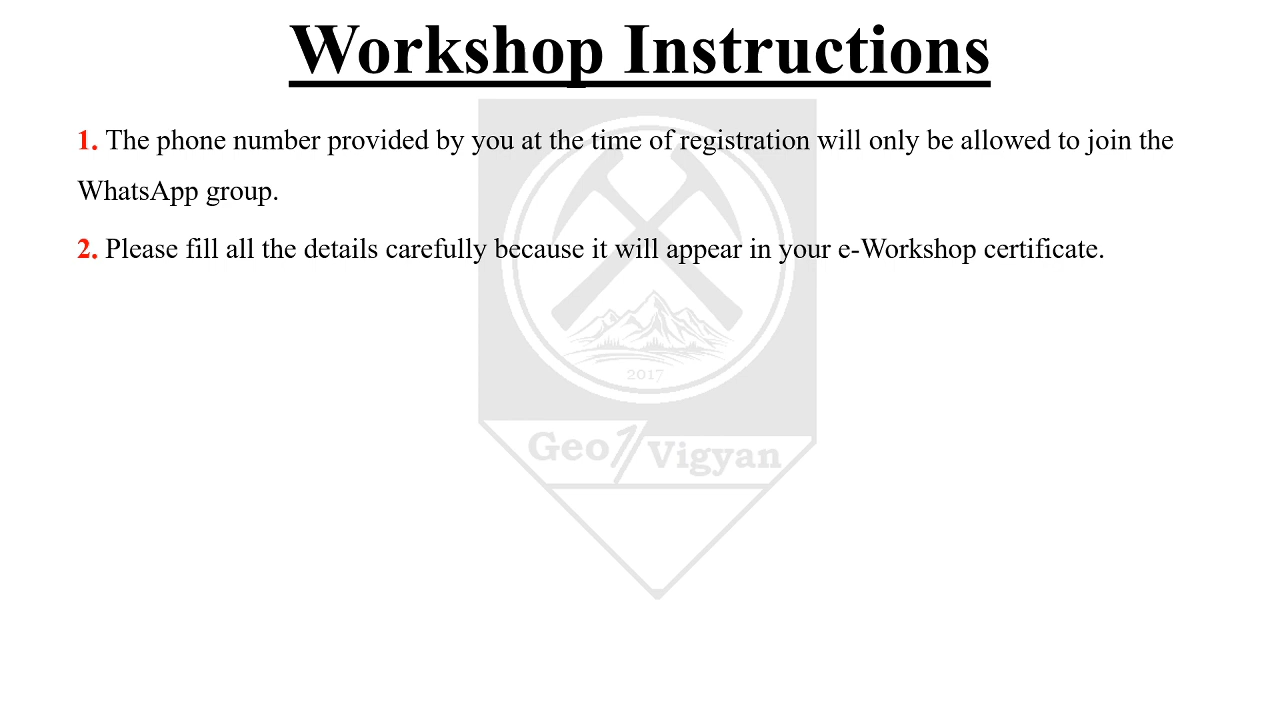 Workshop Instructions
1. The phone number provided by you at the time of registration will only be allowed to join the
WhatsApp group.
2. Please fill all the details carefully because it will appear in your e-Workshop certificate.
2017
Geo Vigyan